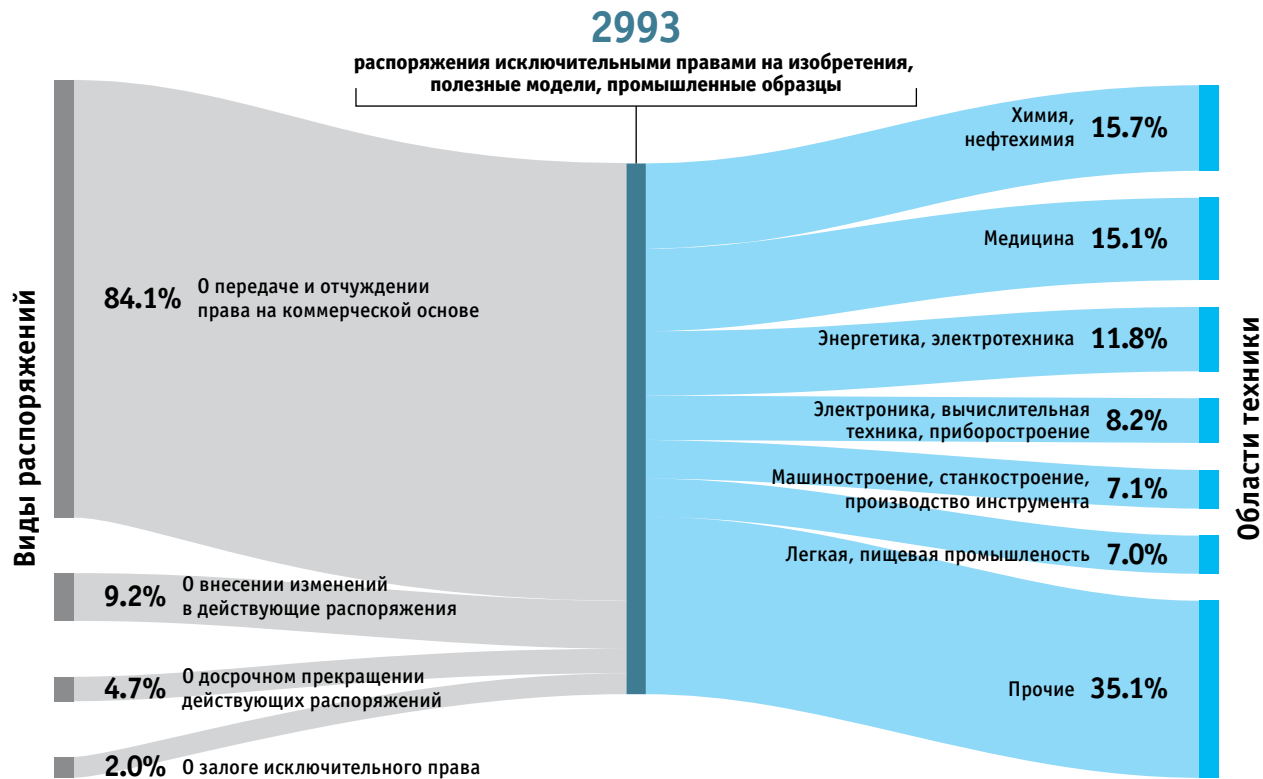 2993
распоряжения исключительными правами на изобретения,
полезные модели, промышленные образцы
Виды распоряжений
84.1%
О передаче и отчуждении
права на коммерческой основе
9.2%
О внесении изменений
в действующие распоряжения
4.7%
О досрочном прекращении
действующих распоряжений
2.0%
О залоге исключительного права
Химия,
нефтехимия
15.7%
Медицина
15.1%
Энергетика, электротехника
11.8%
Электроника, вычислительная
техника, приборостроение
8.2%
Машиностроение, станкостроение,
производство инструмента
7.1%
Легкая, пищевая промышленость
7.0%
Прочие
35.1%
Области техники